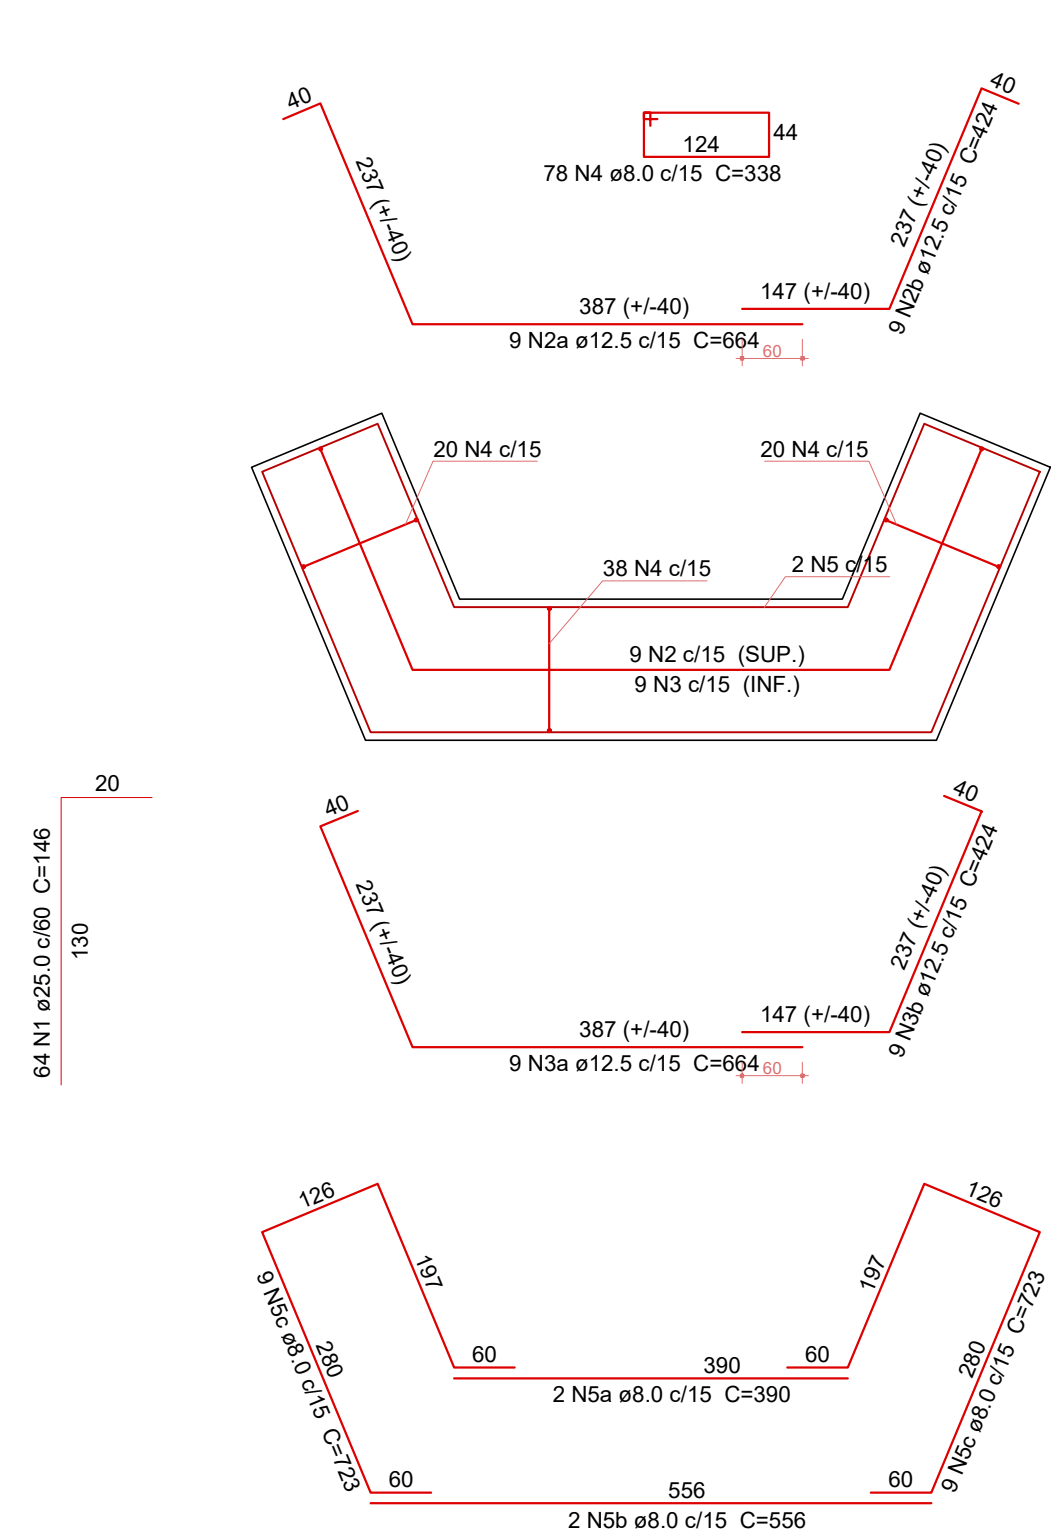 40
237 (+/-40)
124
44
78 N4 ø8.0 c/15  C=338
40
237 (+/-40)
9 N2b ø12.5 c/15  C=424
387 (+/-40)
147 (+/-40)
9 N2a ø12.5 c/15  C=664
60
20 N4 c/15
20 N4 c/15
38 N4 c/15
2 N5 c/15
9 N2 c/15  (SUP.)
9 N3 c/15  (INF.)
20
64 N1 ø25.0 c/60  C=146
130
40
237 (+/-40)
40
237 (+/-40)
9 N3b ø12.5 c/15  C=424
387 (+/-40)
147 (+/-40)
9 N3a ø12.5 c/15  C=664
60
126
197
280
9 N5c ø8.0 c/15  C=723
126
197
280
9 N5c ø8.0 c/15  C=723
60
390
60
2 N5a ø8.0 c/15  C=390
60
556
60
2 N5b ø8.0 c/15  C=556